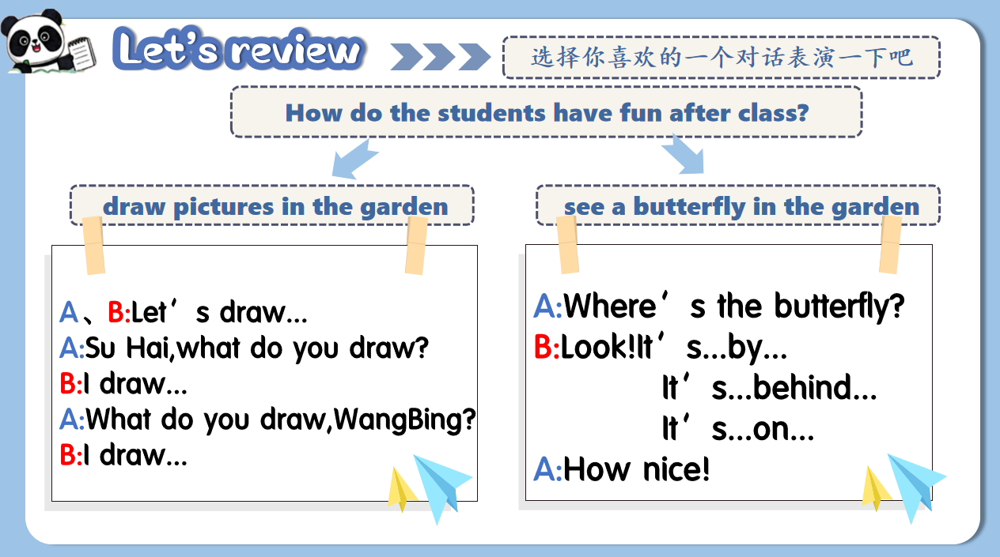 Let's review
选择你喜欢的一个对话表演一下吧
How do the students have fun after class?
draw pictures in the garden
see a butterfly in the garden
A、B:Let's draw...
A:Su Hai,what do you draw?
B:I draw...
A:What do you draw,WangBing?
B:I draw...
A:Where's the butterfly?
B:Look!It's...by...
It's...behind...
It's...on...
A:How nice!